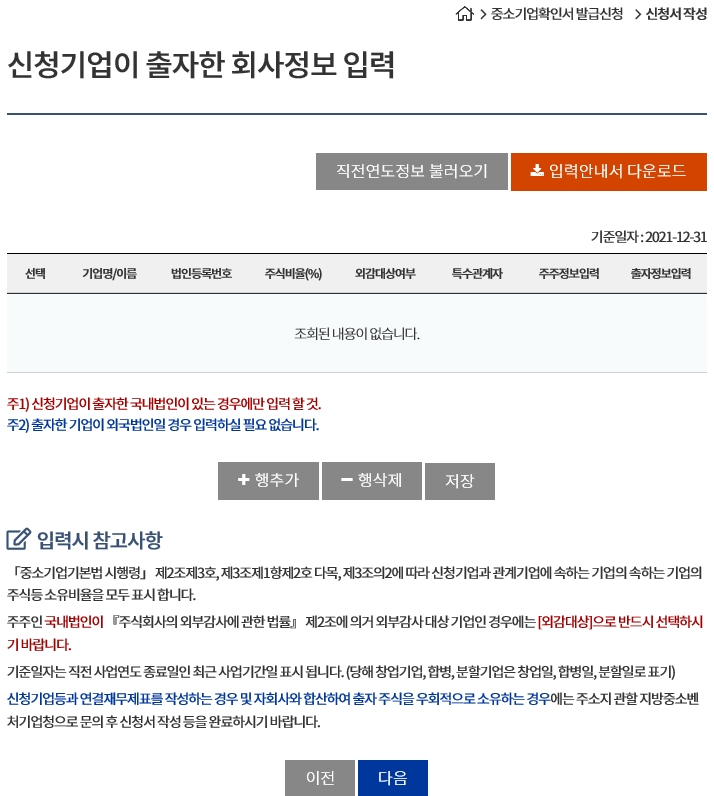 중소기업확인서 발급신청 > 신청서 작성
신청기업이 출자한 회사정보 입력
직전연도정보 불러오기 입력안내서 다운로드
기준일자 : 2021-12-31
선택 기업명/이름 법인등록번호 주식비율(%) 외감대상여부 특수관계자 주주정보입력 출자정보입력
조회된 내용이 없습니다.
주1) 신청기업이 출자한 국내법인이 있는 경우에만 입력 할 것.
주2) 출자한 기업이 외국법인일 경우 입력하실 필요 없습니다.
행추가 행삭제 저장
입력시 참고사항
「중소기업기본법 시행령」 제2조제3호, 제3조제1항제2호 다목, 제3조의2에 따라 신청기업과 관계기업에 속하는 기업의 속하는 기업의
주식등 소유비율을 모두 표시 합니다.
주주인 국내법인이 『주식회사의 외부감사에 관한 법률』 제2조에 의거 외부감사 대상 기업인 경우에는 [외감대상]으로 반드시 선택하시
기 바랍니다.
기준일자는 직전 사업연도 종료일인 최근 사업기간일 표시 됩니다. (당해 창업기업, 합병, 분할기업은 창업일, 합병일, 분할일로 표기)
신청기업등과 연결재무제표를 작성하는 경우 및 자회사와 합산하여 출자 주식을 우회적으로 소유하는 경우에는 주소지 관할 지방중소벤
처기업청으로 문의 후 신청서 작성 등을 완료하시기 바랍니다.
이전 다음